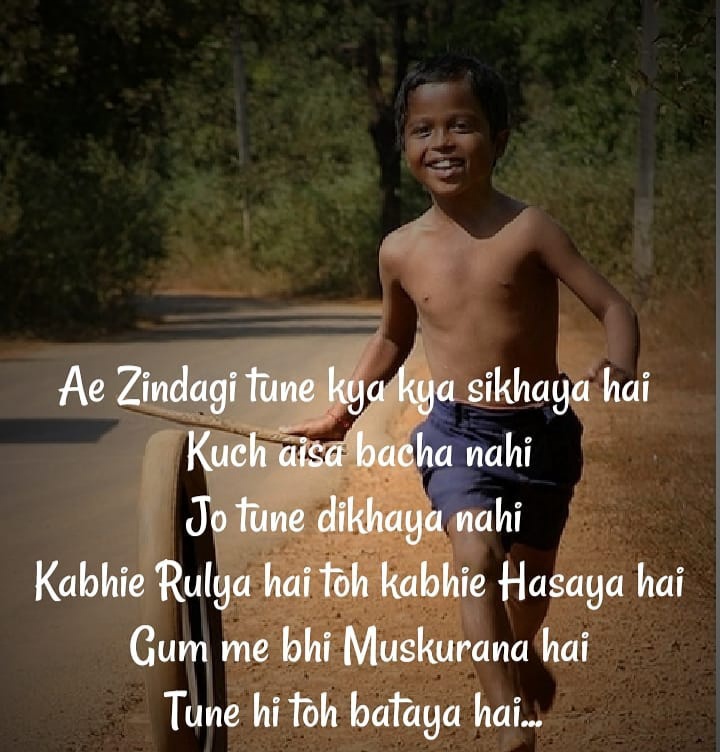 Ae Zindagi tune kya kya sikhaya hai
Kuch aisa bacha nahi
Jo tune dikhaya nahi
Kabhie Rulya hai toh kabhie Hasaya hai
Gum me bhi Muskurana hai
Tune hi toh bataya hai...